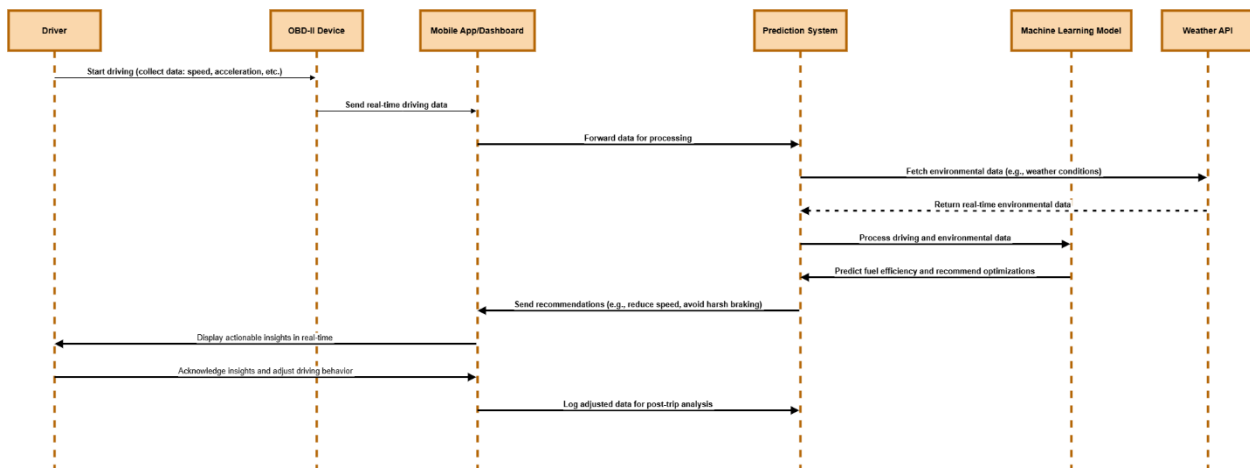 Driver
OBD-II Device
Mobile App/Dashboard
Prediction System
Machine Learning Model
Weather API
Start driving (collect data: speed, acceleration, etc.)
Send real-time driving data
Forward data for processing
Fetch environmental data (e.g., weather conditions)
Return real-time environmental data
Process driving and environmental data
Predict fuel efficiency and recommend optimizations
Send recommendations (e.g., reduce speed, avoid harsh braking)
Display actionable insights in real-time
Acknowledge insights and adjust driving behavior
Log adjusted data for post-trip analysis